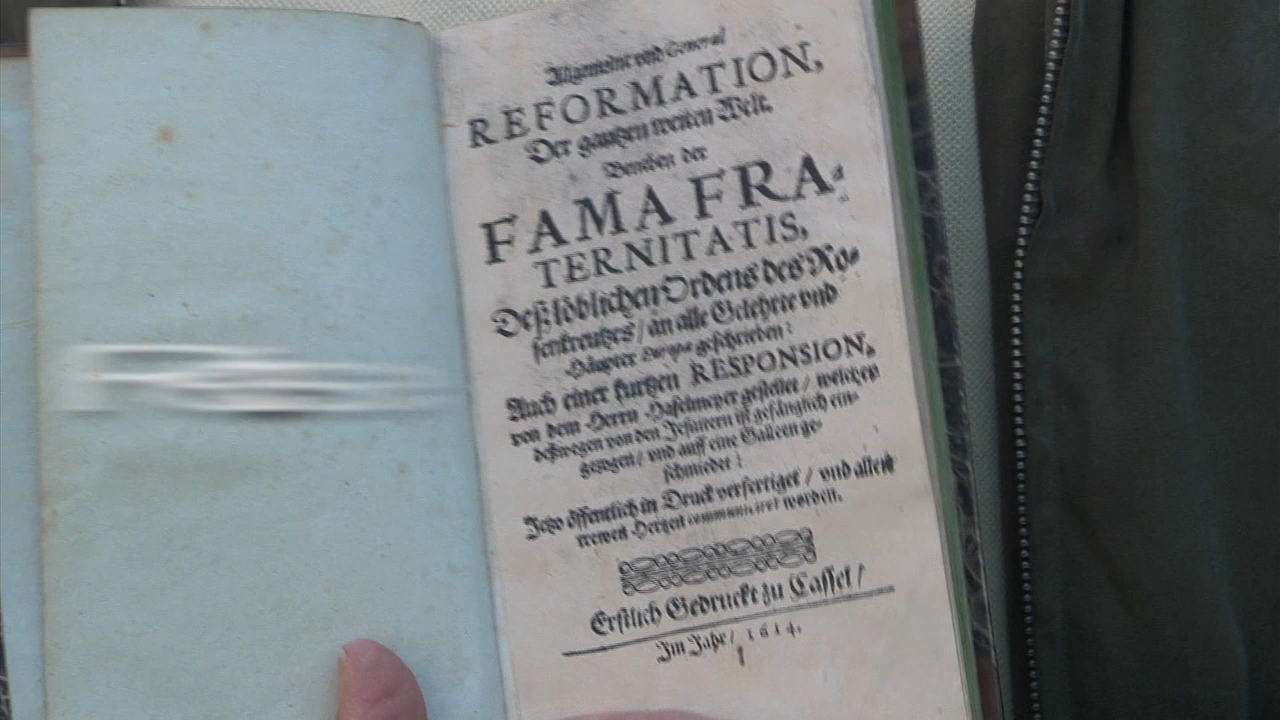 Allgemeine vnd General
REFORMATION,
Der gantzen weiten Welt.
Beneben der
FAMA FRA⸗
TERNITATIS,
Deß löblichen Ordens des Ro⸗
senkreutzes / an alle Gelehrte vnd
Häupter Europae geschrieben:
Auch einer kurtzen RESPONSION,
von dem Herrn Haselmeyer gestellet / welcher
deßwegen von den Jesuitern ist gefänglich ein⸗
gezogen / vnd auff eine Galleen ge⸗
schmiedet:
Jetzo öffentlich in Druck verfertiget / vnd allen
trewen Hertzen communiciret worden.
Erstlich Gedruckt zu Cassel /
Im Jahr / 1614.